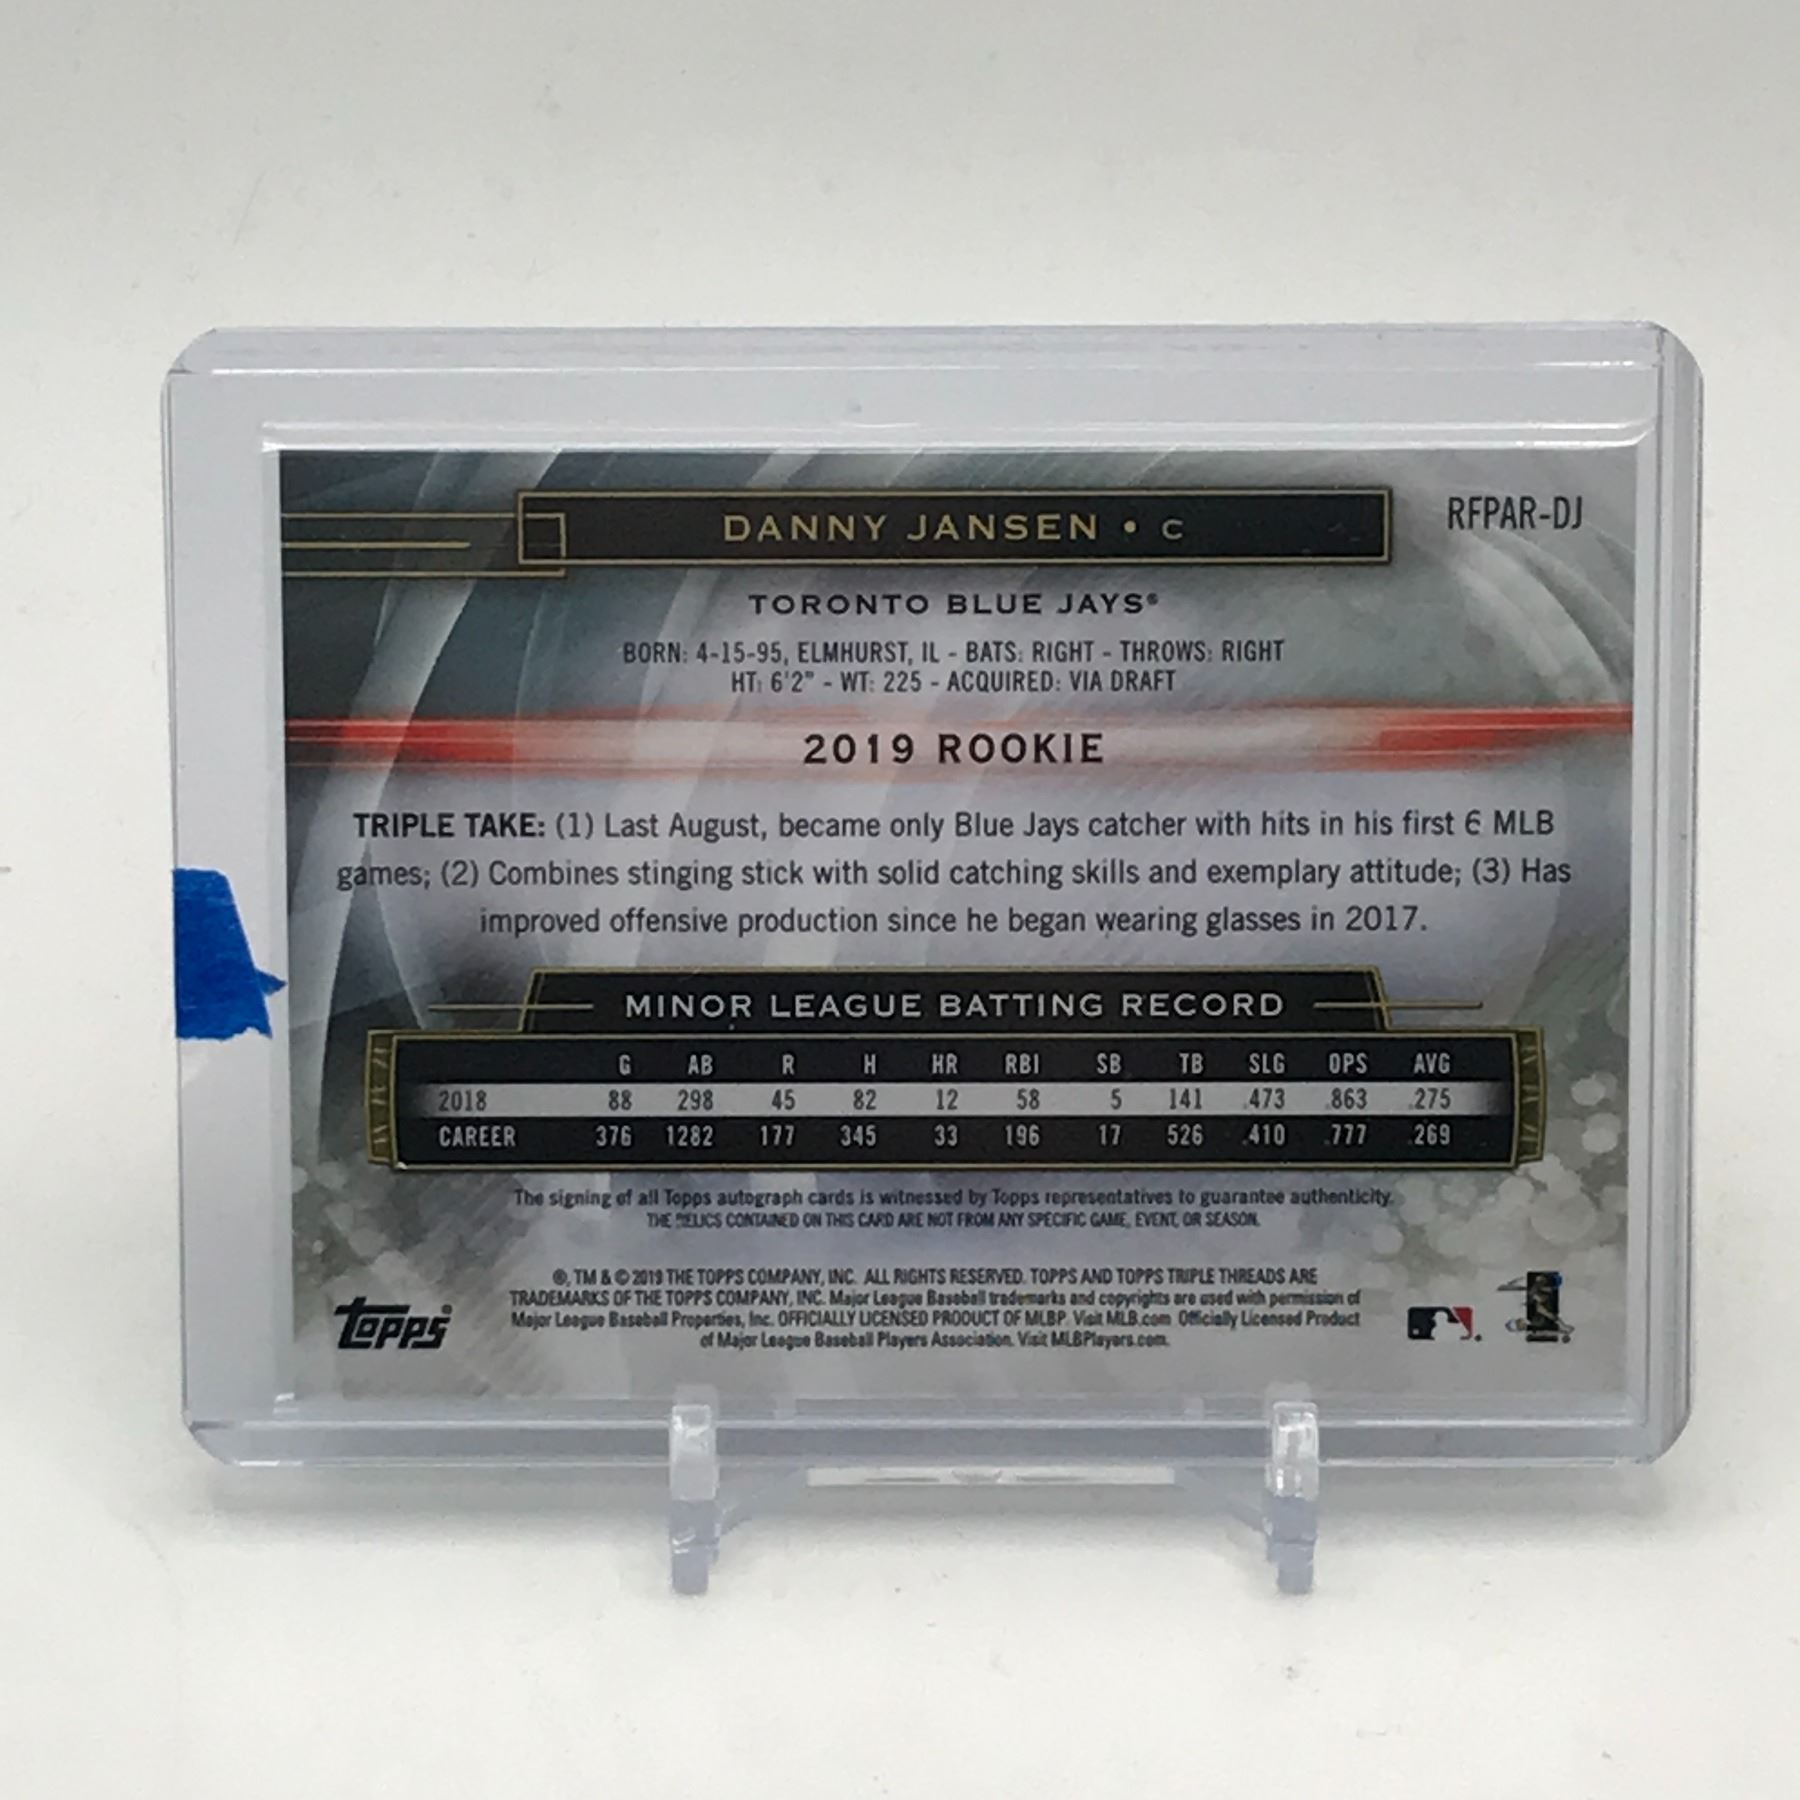 DANNY JANSEN • C
RFPAR-DJ
TORONTO BLUE JAYS®
BORN: 4-15-95, ELMHURST, IL - BATS: RIGHT - THROWS: RIGHT
HT: 6'2" - WT: 225 - ACQUIRED: VIA DRAFT
2019 ROOKIE
TRIPLE TAKE: (1) Last August, became only Blue Jays catcher with hits in his first 6 MLB
games; (2) Combines stinging stick with solid catching skills and exemplary attitude; (3) Has
improved offensive production since he began wearing glasses in 2017.
MINOR LEAGUE BATTING RECORD
G AB R H HR RBI SB TB SLG OPS AVG
2018 88 298 45 82 12 58 5 141 .473 .863 .275
CAREER 376 1282 177 345 33 196 17 526 .410 .777 .269
The signing of all Topps autograph cards is witnessed by Topps representatives to guarantee authenticity.
THE RELICS CONTAINED ON THIS CARD ARE NOT FROM ANY SPECIFIC GAME, EVENT, OR SEASON.
®, TM & © 2019 THE TOPPS COMPANY, INC. ALL RIGHTS RESERVED. TOPPS AND TOPPS TRIPLE THREADS ARE
TRADEMARKS OF THE TOPPS COMPANY, INC. Major League Baseball trademarks and copyrights are used with permission of
Major League Baseball Properties, Inc. OFFICIALLY LICENSED PRODUCT OF MLBP. Visit MLB.com Officially Licensed Product
of Major League Baseball Players Association. Visit MLBPlayers.com.
Topps